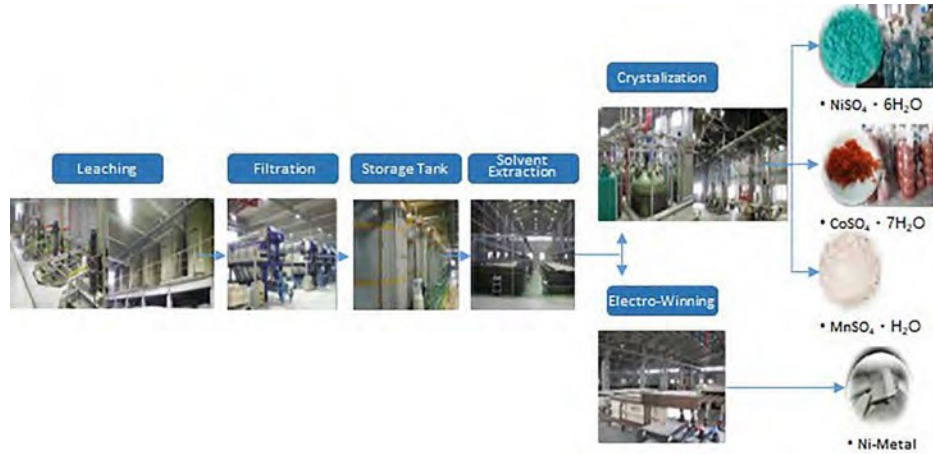 Leaching
Filtration
Storage Tank
Solvent
Extraction
Crystalization
• NiSO₄・6H₂O
• CoSO₄・7H₂O
• MnSO₄・H₂O
Electro-Winning
• Ni-Metal